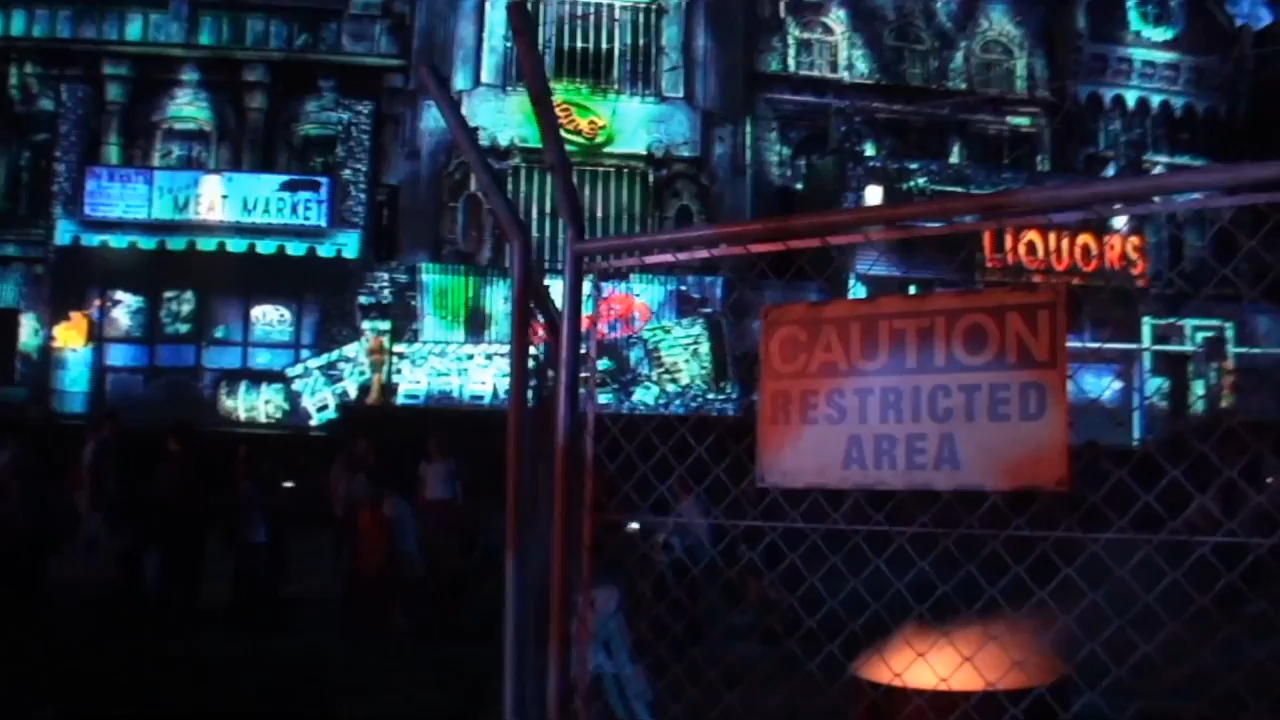 MEAT MARKET
LIQUORS
CAUTION
RESTRICTED
AREA